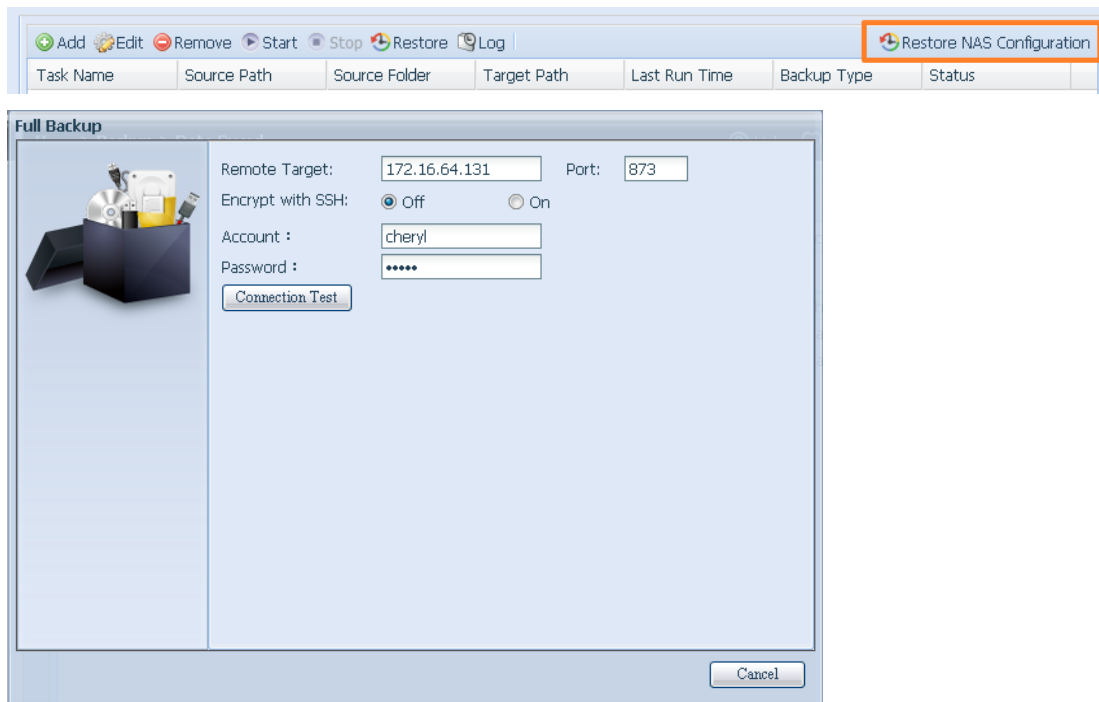 Add Edit Remove Start Stop Restore Log Restore NAS Configuration
Task Name Source Path Source Folder Target Path Last Run Time Backup Type Status
Full Backup
Remote Target: 172.16.64.131 Port: 873
Encrypt with SSH: Off On
Account : cheryl
Password : •••••
Connection Test
Cancel